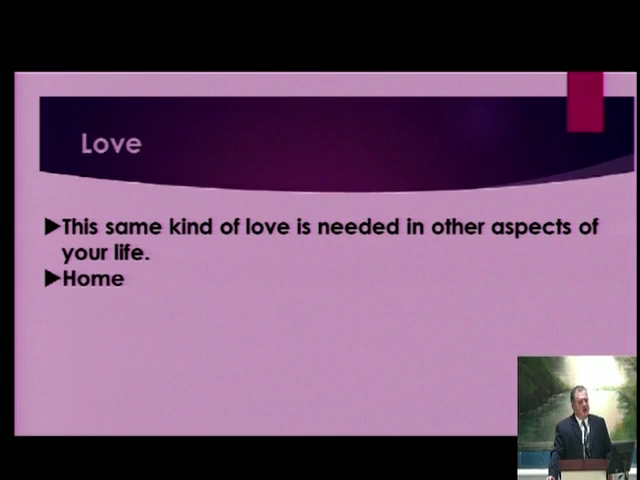 Love
▶This same kind of love is needed in other aspects of
your life.
▶Home